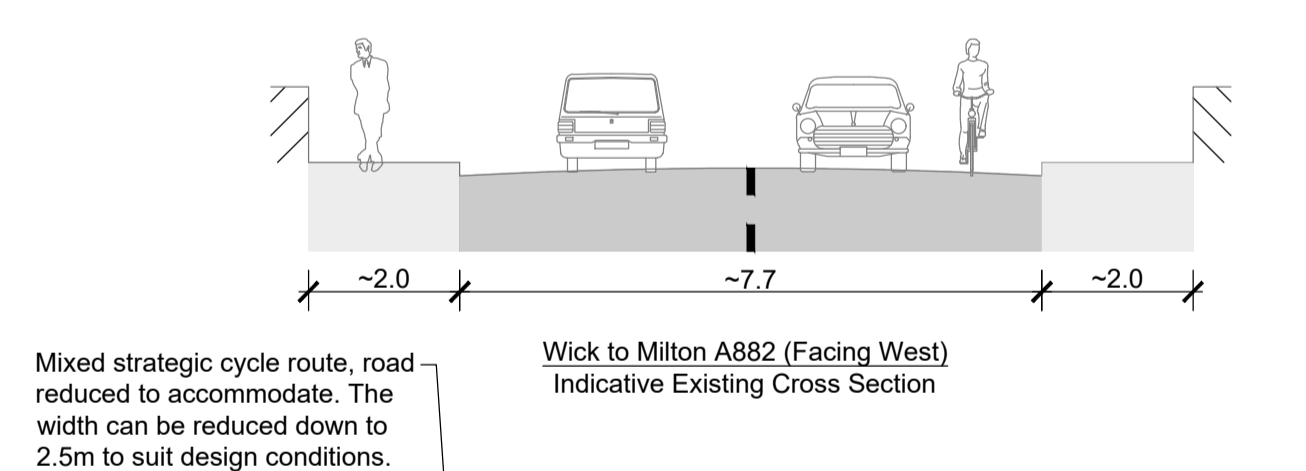 ~2.0
~7.7
~2.0
Wick to Milton A882 (Facing West)
Indicative Existing Cross Section
Mixed strategic cycle route, road
reduced to accommodate. The
width can be reduced down to
2.5m to suit design conditions.